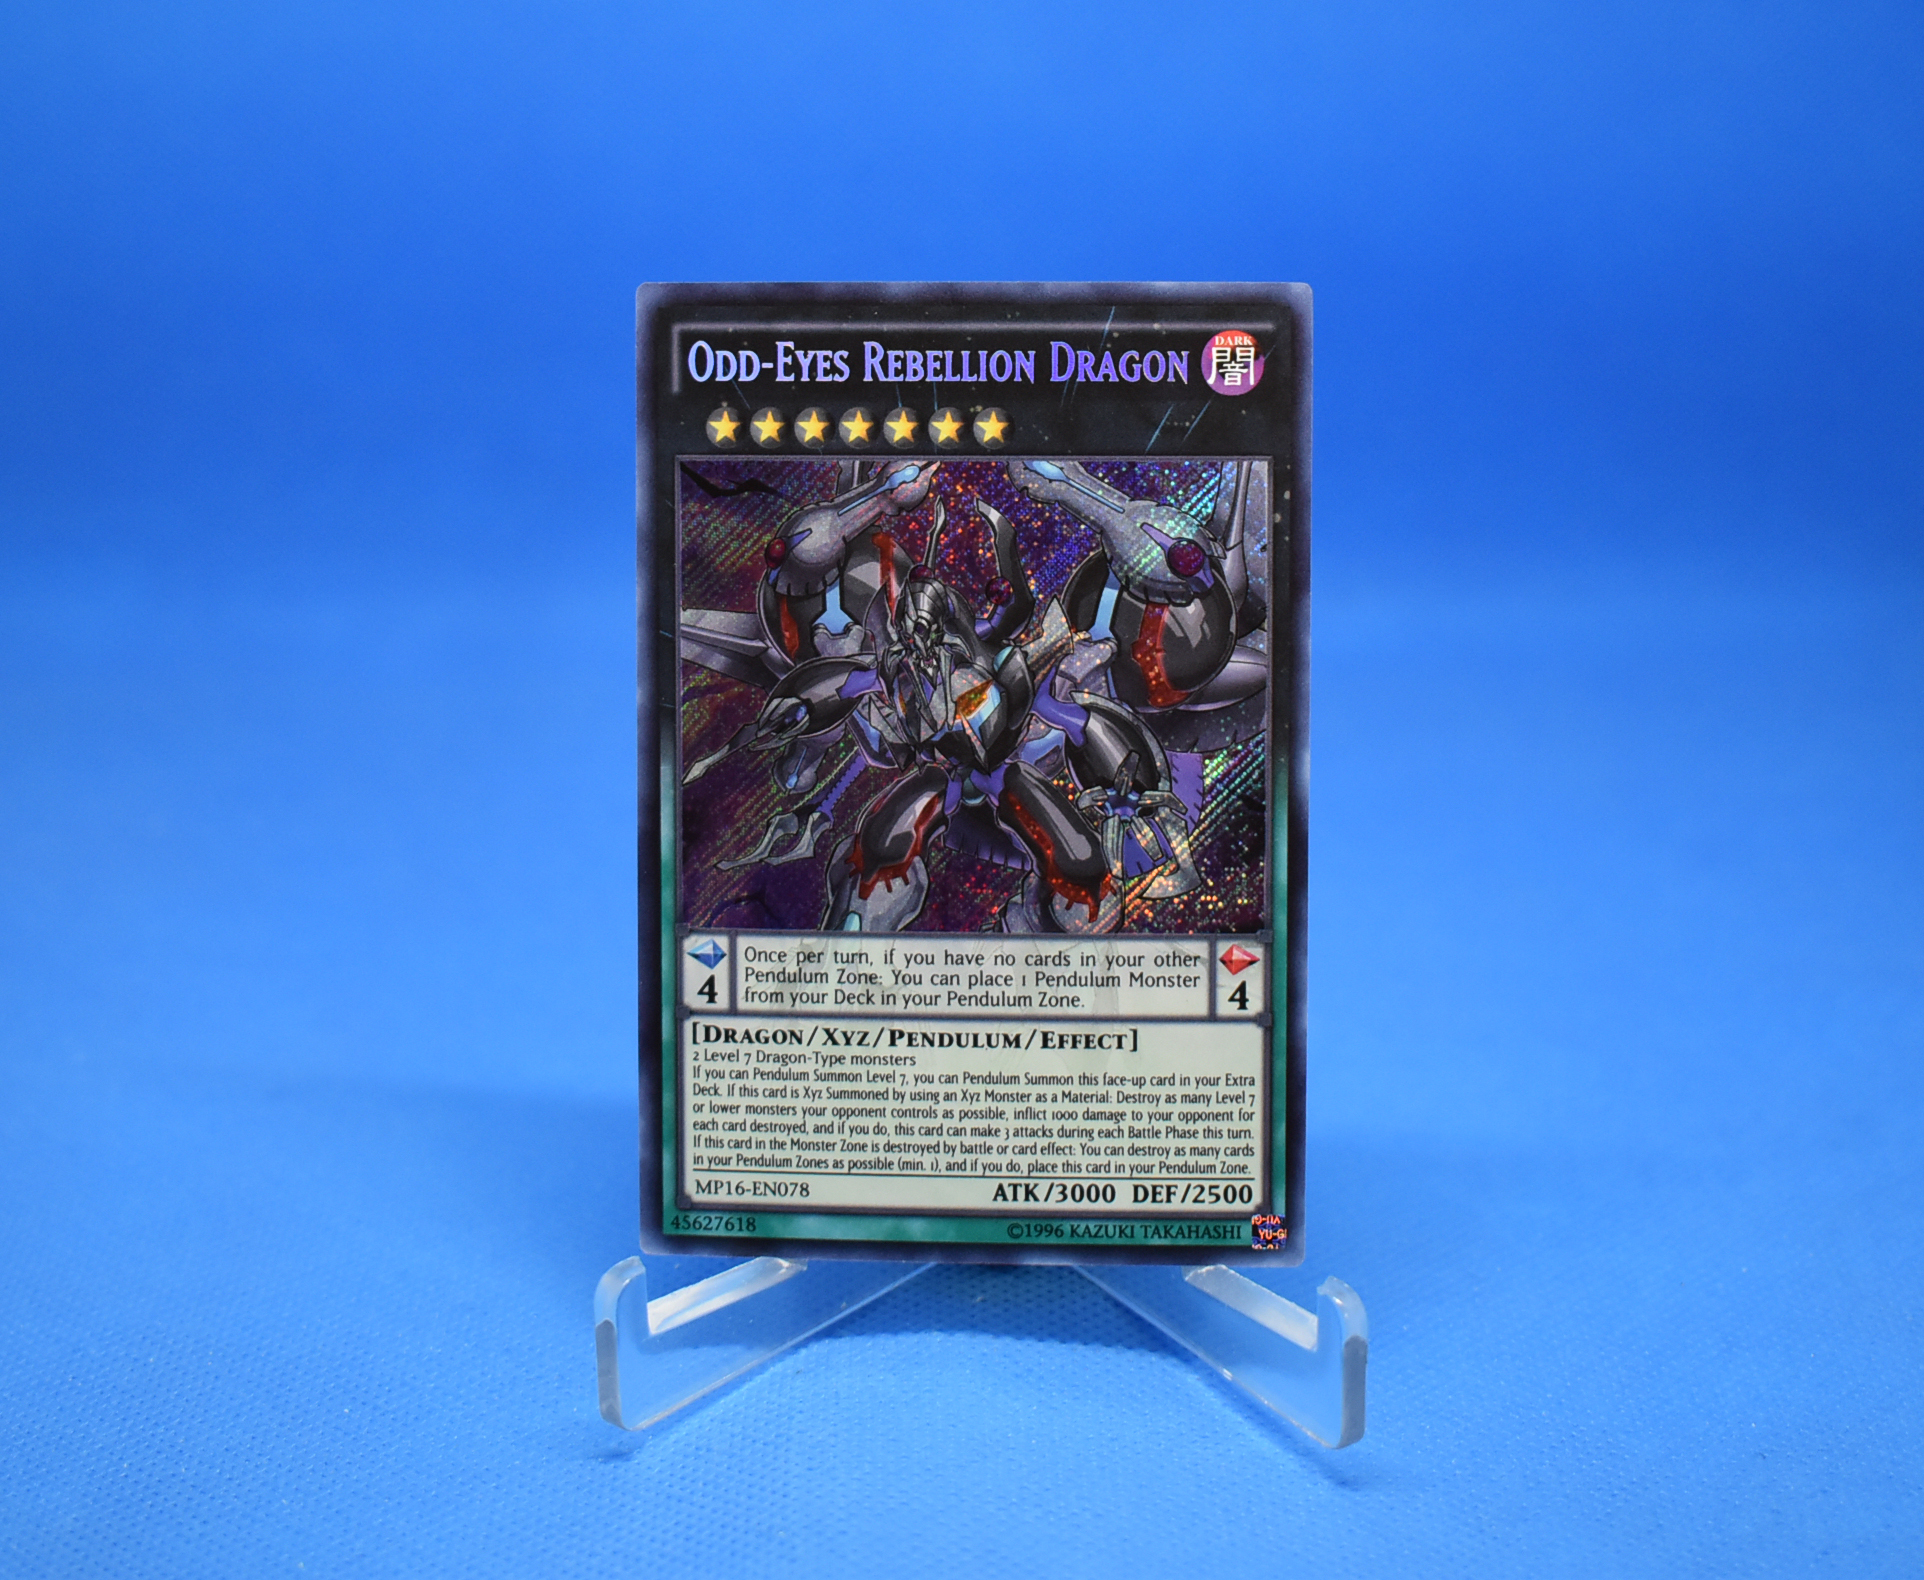 ODD-EYES REBELLION DRAGON
DARK
闇
4
Once per turn, if you have no cards in your other
Pendulum Zone: You can place 1 Pendulum Monster
from your Deck in your Pendulum Zone.
4
[DRAGON/XYZ/PENDULUM/EFFECT]
2 Level 7 Dragon-Type monsters
If you can Pendulum Summon Level 7, you can Pendulum Summon this face-up card in your Extra
Deck. If this card is Xyz Summoned by using an Xyz Monster as a Material: Destroy as many Level 7
or lower monsters your opponent controls as possible, inflict 1000 damage to your opponent for
each card destroyed, and if you do, this card can make 3 attacks during each Battle Phase this turn.
If this card in the Monster Zone is destroyed by battle or card effect: You can destroy as many cards
in your Pendulum Zones as possible (min. 1), and if you do, place this card in your Pendulum Zone.
MP16-EN078
ATK/3000 DEF/2500
45627618
©1996 KAZUKI TAKAHASHI
YU-G